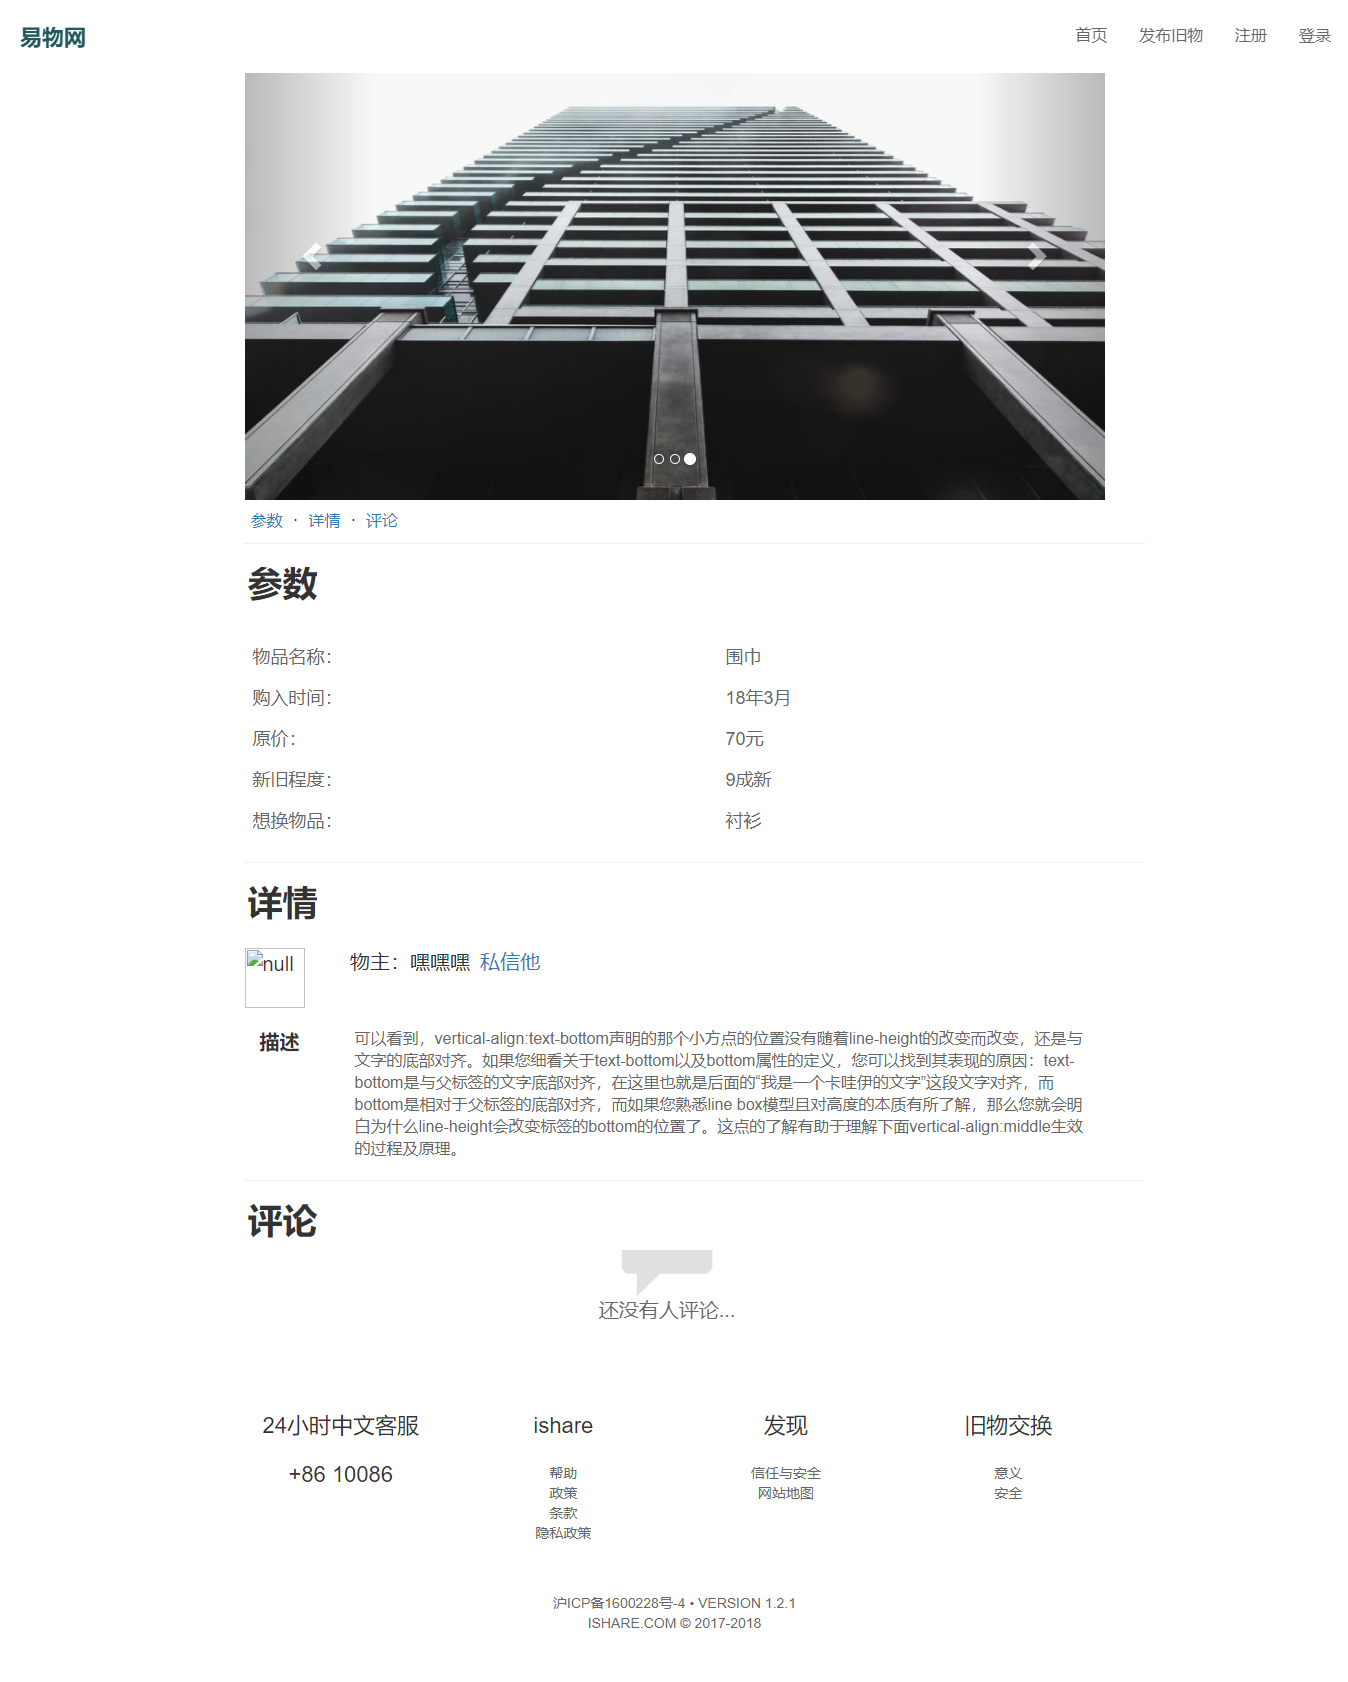 易物网
首页 发布旧物 注册 登录
参数 · 详情 · 评论
参数
物品名称： 围巾
购入时间： 18年3月
原价： 70元
新旧程度： 9成新
想换物品： 衬衫
详情
null
物主：嘿嘿嘿 私信他
描述
可以看到，vertical-align:text-bottom声明的那个小方点的位置没有随着line-height的改变而改变，还是与
文字的底部对齐。如果您细看关于text-bottom以及bottom属性的定义，您可以找到其表现的原因：text-
bottom是与父标签的文字底部对齐，在这里也就是后面的“我是一个卡哇伊的文字”这段文字对齐，而
bottom是相对于父标签的底部对齐，而如果您熟悉line box模型且对高度的本质有所了解，那么您就会明
白为什么line-height会改变标签的bottom的位置了。这点的了解有助于理解下面vertical-align:middle生效
的过程及原理。
评论
还没有人评论...
24小时中文客服
+86 10086
ishare
帮助
政策
条款
隐私政策
发现
信任与安全
网站地图
旧物交换
意义
安全
沪ICP备1600228号-4 • VERSION 1.2.1
ISHARE.COM © 2017-2018